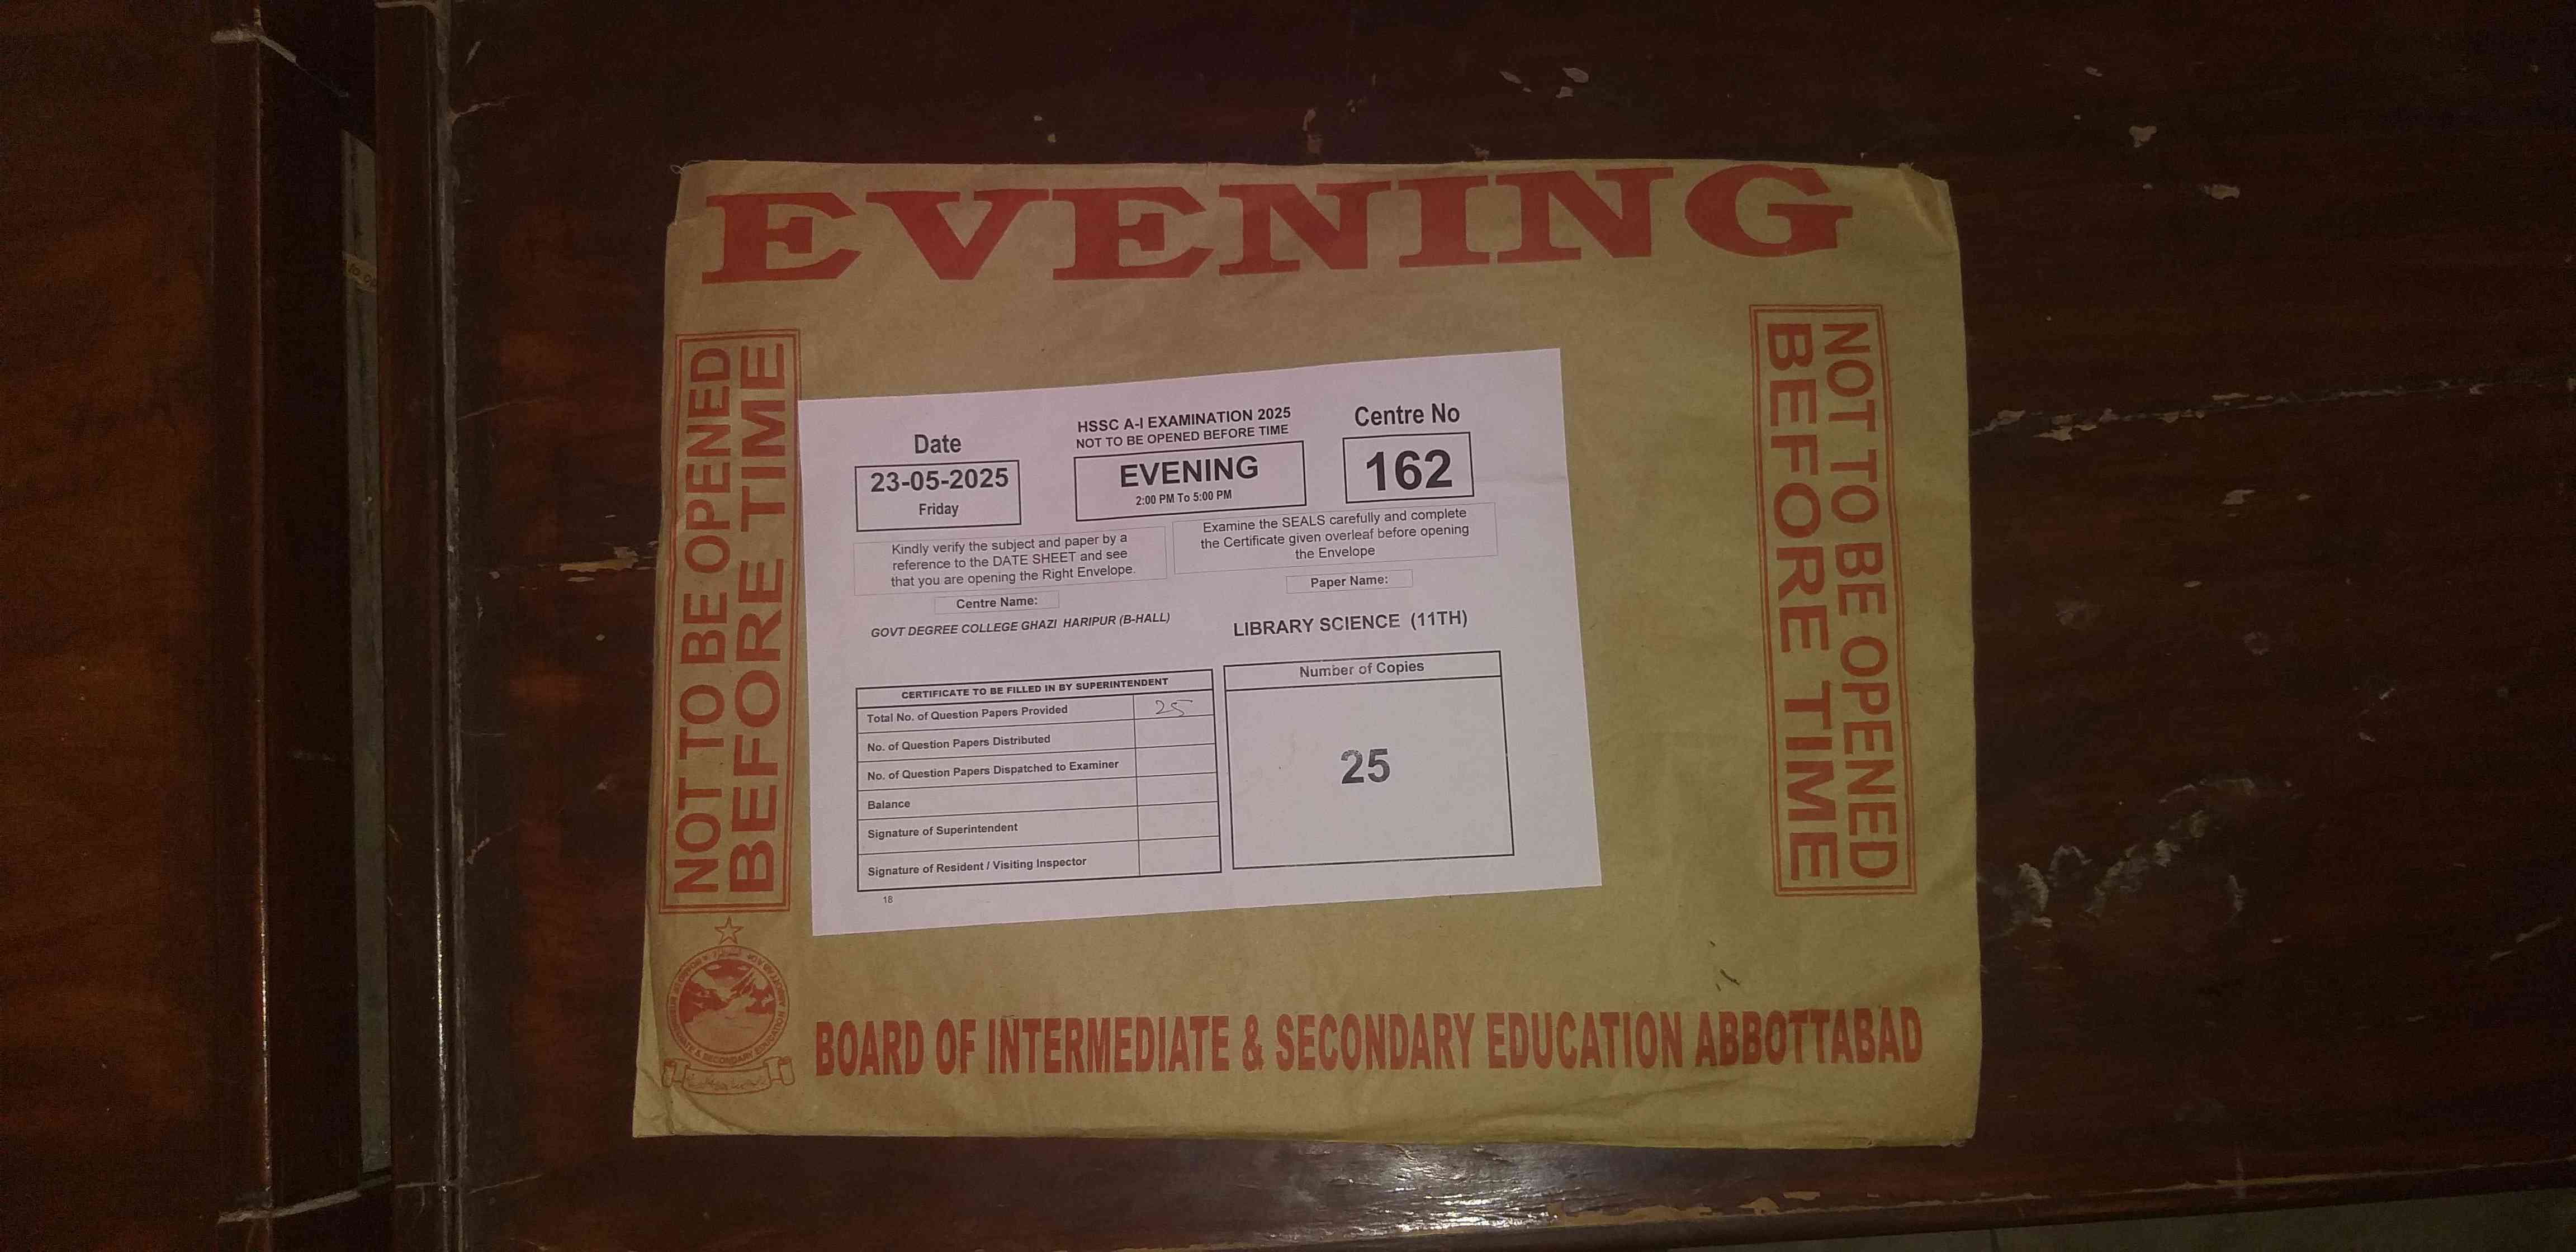 EVENING
NOT TO BE OPENED
BEFORE TIME
Date
23-05-2025
Friday
HSSC A-I EXAMINATION 2025
NOT TO BE OPENED BEFORE TIME
EVENING
2:00 PM To 5:00 PM
Centre No
162
Kindly verify the subject and paper by a
reference to the DATE SHEET and see
that you are opening the Right Envelope.
Examine the SEALS carefully and complete
the Certificate given overleaf before opening
the Envelope
Centre Name:
GOVT DEGREE COLLEGE GHAZI HARIPUR (B-HALL)
Paper Name:
LIBRARY SCIENCE (11TH)
CERTIFICATE TO BE FILLED IN BY SUPERINTENDENT
Total No. of Question Papers Provided 25
No. of Question Papers Distributed
No. of Question Papers Dispatched to Examiner
Balance
Signature of Superintendent
Signature of Resident / Visiting Inspector
18
Number of Copies
25
NOT TO BE OPENED
BEFORE TIME
BOARD OF INTERMEDIATE & SECONDARY EDUCATION ABBOTTABAD